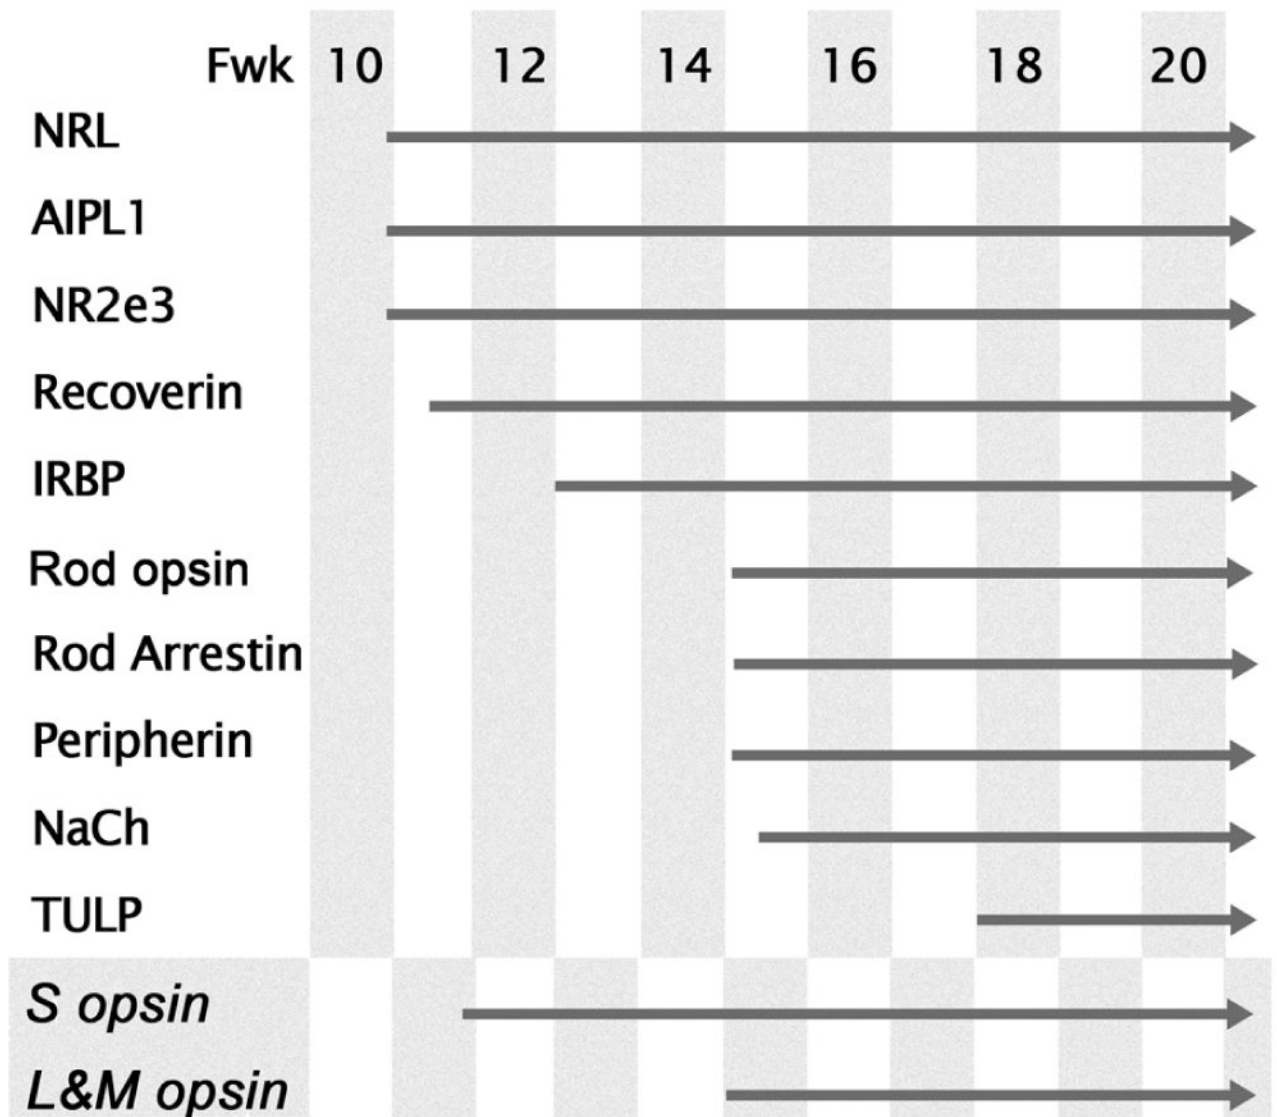 Fwk 10 12 14 16 18 20
NRL
AIPL1
NR2e3
Recoverin
IRBP
Rod opsin
Rod Arrestin
Peripherin
NaCh
TULP
S opsin
L&M opsin